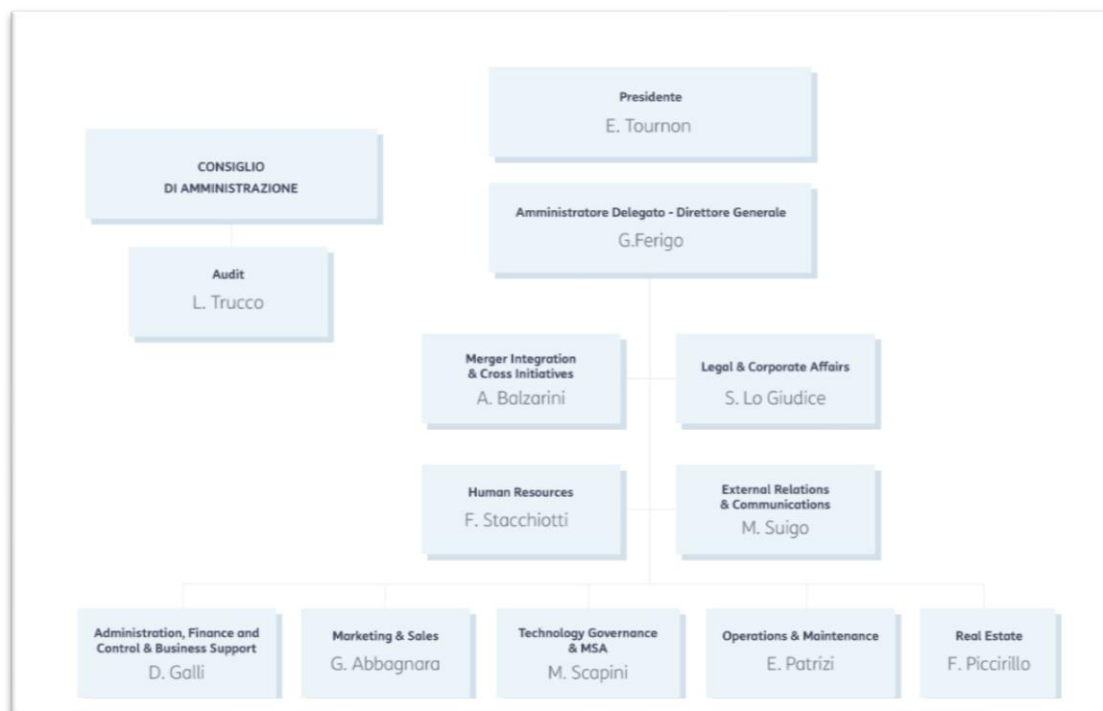 Presidente
E. Tournon
CONSIGLIO
DI AMMINISTRAZIONE
Amministratore Delegato - Direttore Generale
G.Ferigo
Audit
L. Trucco
Merger Integration
& Cross Initiatives
A. Balzarini
Legal & Corporate Affairs
S. Lo Giudice
Human Resources
F. Stacchiotti
External Relations
& Communications
M. Suigo
Administration, Finance and
Control & Business Support
D. Galli
Marketing & Sales
G. Abbagnara
Technology Governance
& MSA
M. Scapini
Operations & Maintenance
E. Patrizi
Real Estate
F. Piccirillo